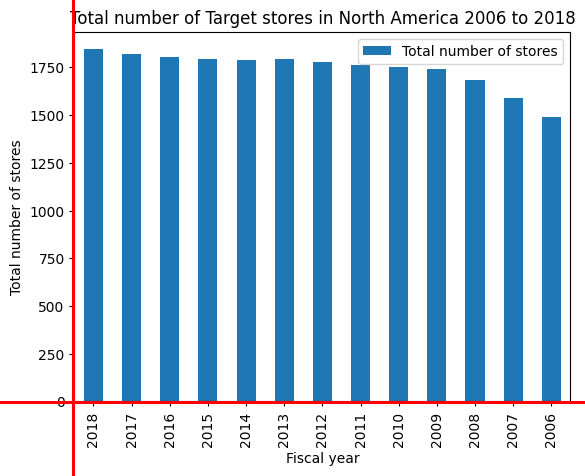 Total number of Target stores in North America 2006 to 2018
Total number of stores
1750
1500
1250
1000
750
500
250
0
Total number of stores
2018 2017 2016 2015 2014 2013 2012 2011 2010 2009 2008 2007 2006
Fiscal year